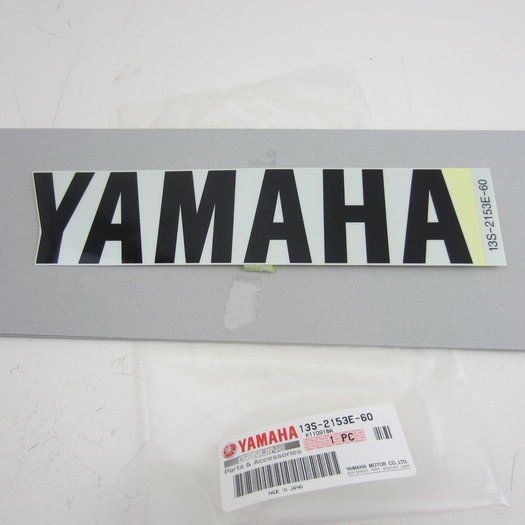 YAMAHA
13S-2153E-60
YAMAHA 13S-2153E-60
GENUINE
Parts & Accessories
1 PC
MADE IN JAPAN
YAMAHA MOTOR CO.,LTD.